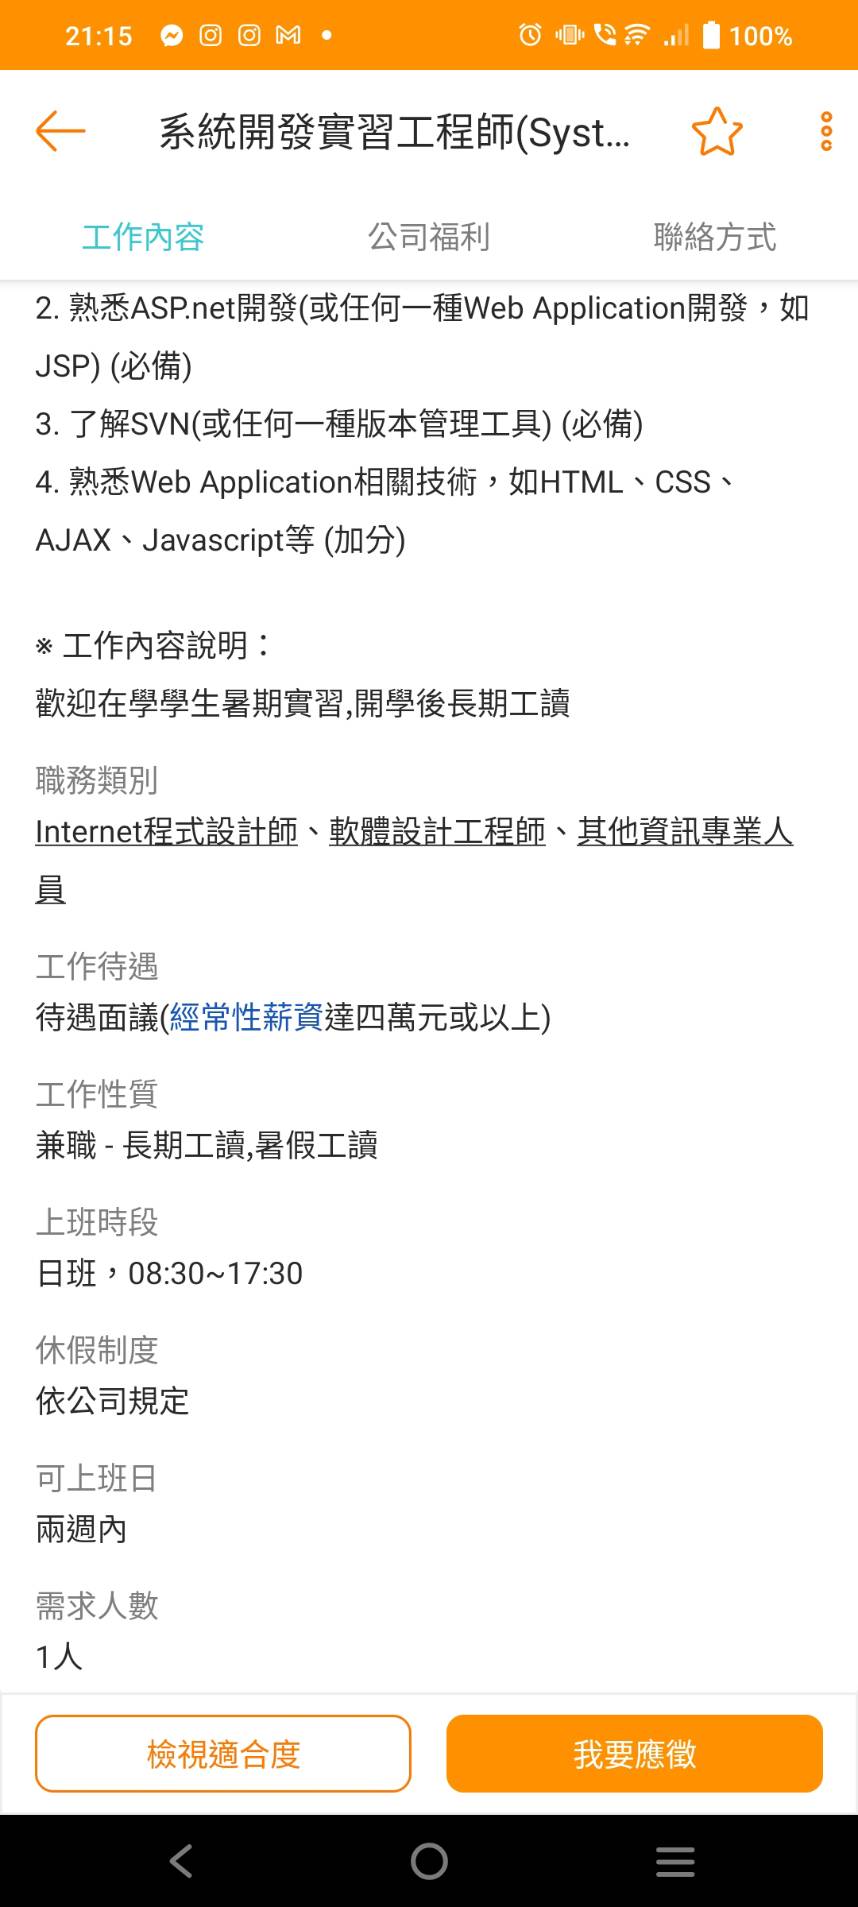 21:15
100%
系統開發實習工程師(Syst...
工作內容
公司福利
聯絡方式
2. 熟悉ASP.net開發(或任何一種Web Application開發，如
JSP) (必備)
3. 了解SVN(或任何一種版本管理工具) (必備)
4. 熟悉Web Application相關技術，如HTML、CSS、
AJAX、Javascript等 (加分)
※ 工作內容說明：
歡迎在學學生暑期實習,開學後長期工讀
職務類別
Internet程式設計師、軟體設計工程師、其他資訊專業人
員
工作待遇
待遇面議(經常性薪資達四萬元或以上)
工作性質
兼職 - 長期工讀,暑假工讀
上班時段
日班，08:30~17:30
休假制度
依公司規定
可上班日
兩週內
需求人數
1人
檢視適合度
我要應徵